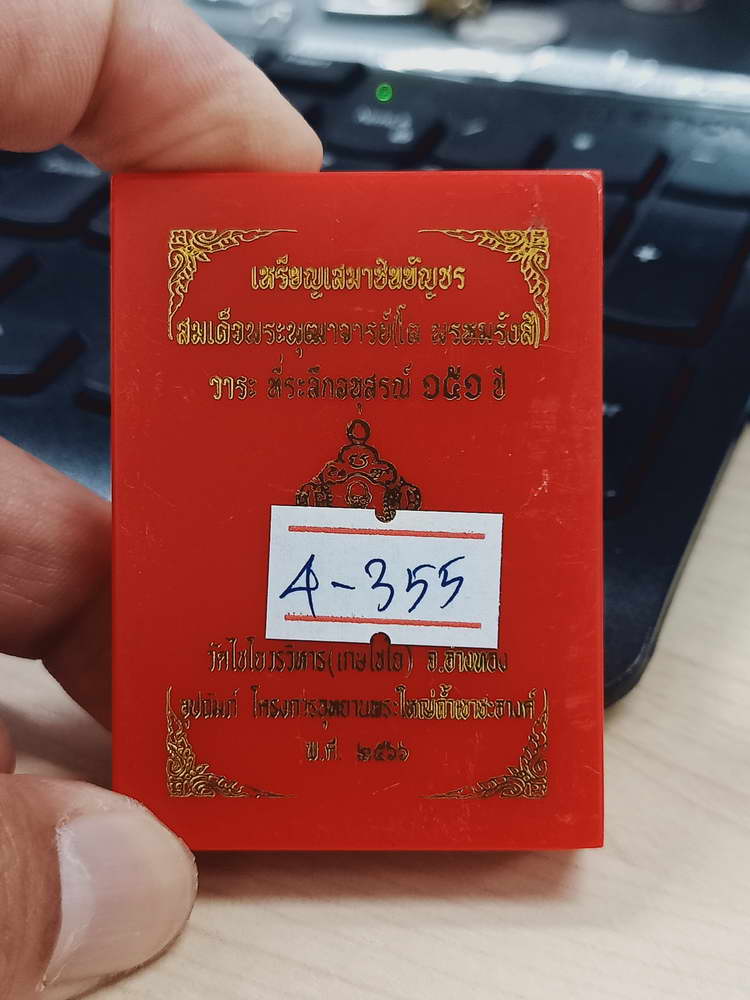 เหรียญเสมาชินบัญชร
สมเด็จพระพุฒาจารย์(โต พรหมรังสี)
วาระ ที่ระลึกอนุสรณ์ ๑๕๑ ปี
4-355
วัดไชโยวรวิหาร(เกษไชโย) จ.อ่างทอง
อุปถัมภ์ โครงการอุทยานพระใหญ่ถ้ำเขาชะอางค์
พ.ศ. ๒๕๖๖